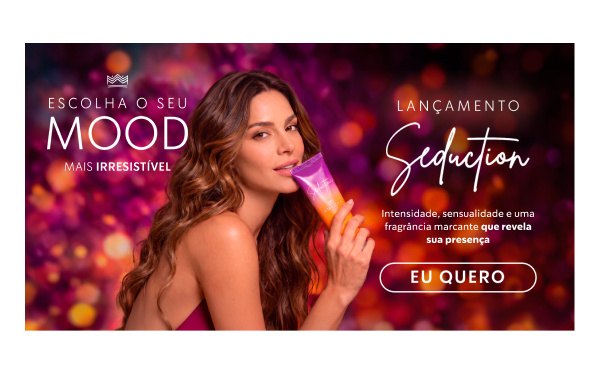 ESCOLHA O SEU
MOOD
MAIS IRRESISTÍVEL
LANÇAMENTO
Seduction
Intensidade, sensualidade e uma
fragrância marcante que revela
sua presença
EU QUERO